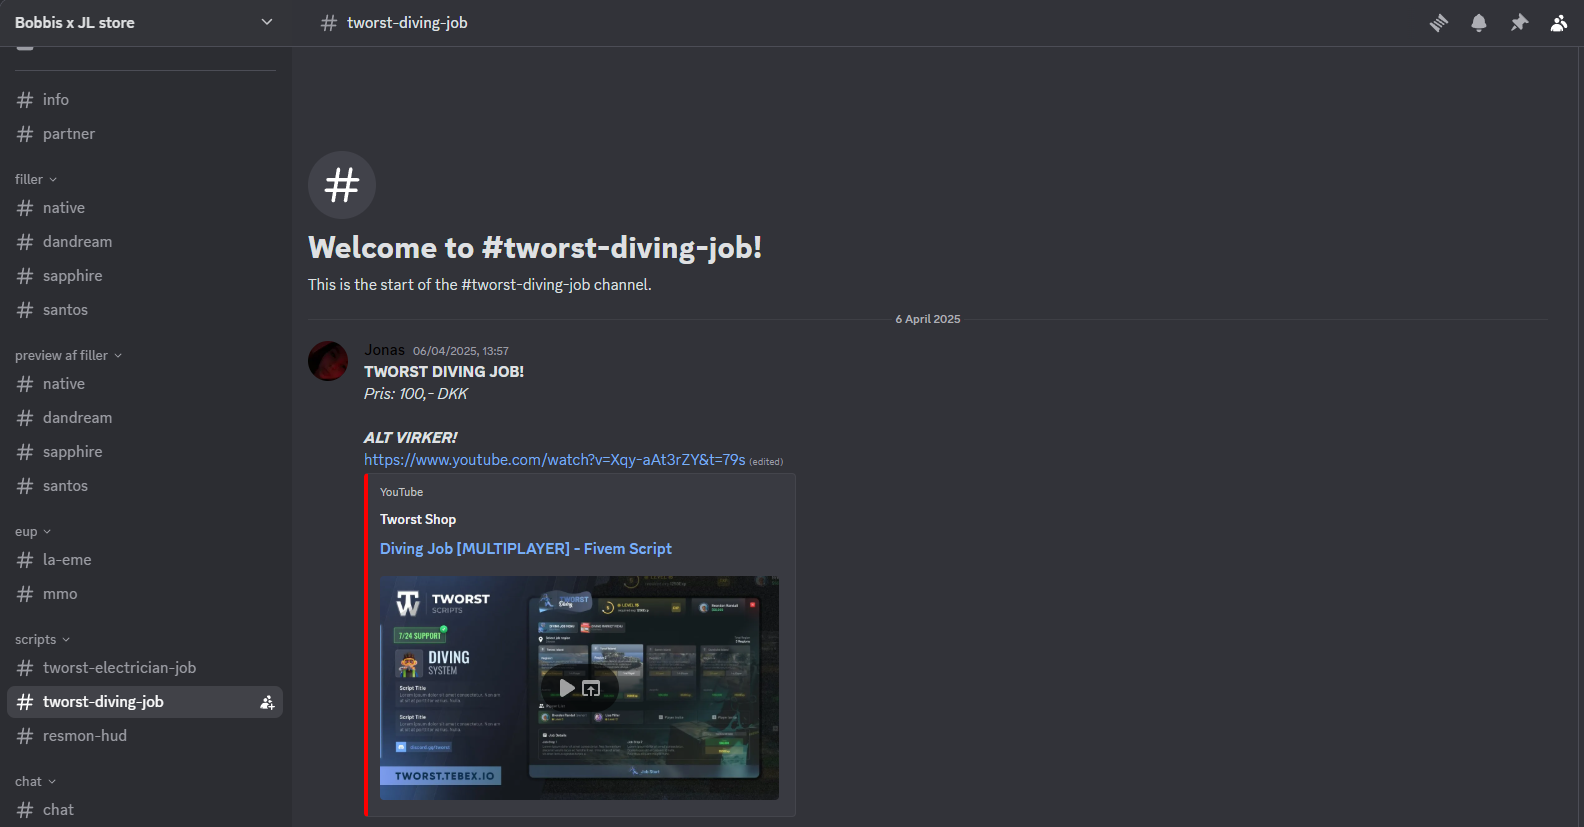 Bobbis x JL store
tworst-diving-job
info
partner
filler
native
dandream
sapphire
santos
preview af filler
native
dandream
sapphire
santos
eup
la-eme
mmo
scripts
tworst-electrician-job
tworst-diving-job
resmon-hud
chat
chat
Welcome to #tworst-diving-job!
This is the start of the #tworst-diving-job channel.
6 April 2025
Jonas 06/04/2025, 13:57
TWORST DIVING JOB!
Pris: 100,- DKK
ALT VIRKER!
https://www.youtube.com/watch?v=Xqy-aAt3rZY&t=79s (edited)
YouTube
Tworst Shop
Diving Job [MULTIPLAYER] - Fivem Script
TWORST
SCRIPTS
7/24 SUPPORT
DIVING
SYSTEM
Script Title
Script Title
TWORST.TEBEX.IO
Job Details
Job Start